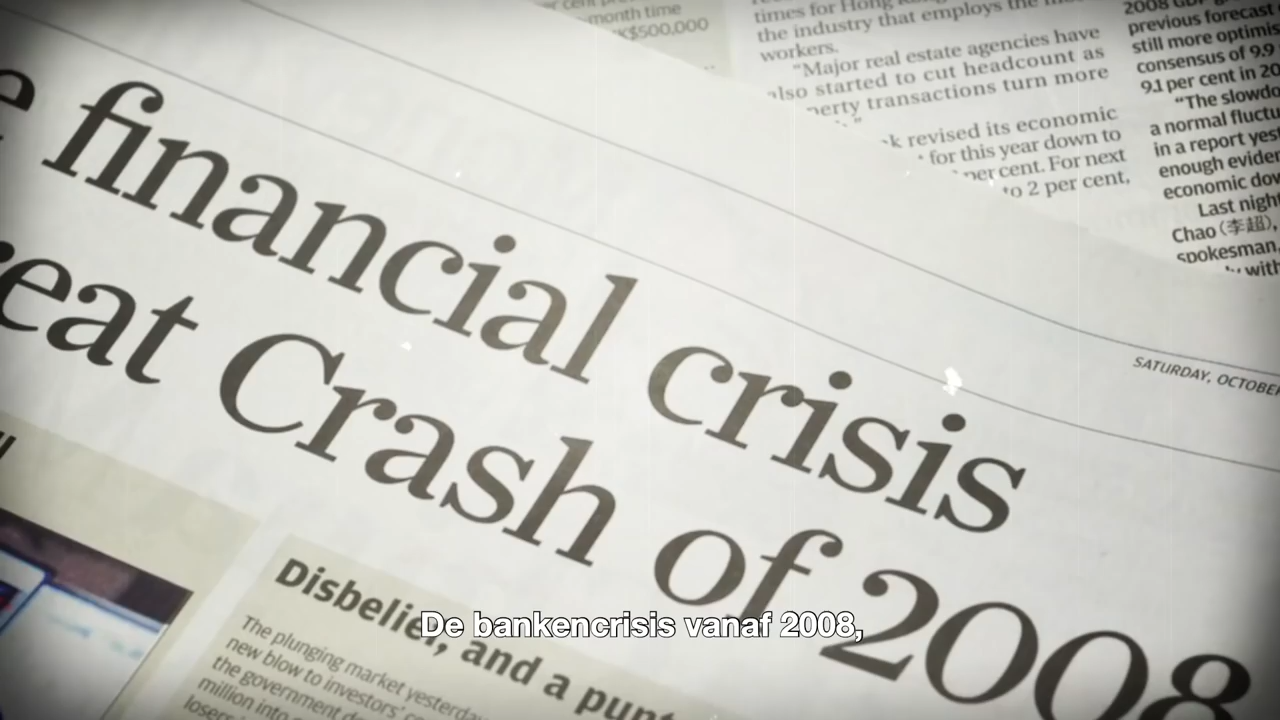 month time
K$500,000
times for Hong
the industry that employs the
workers.
"Major real estate agencies have
also started to cut headcount as
transactions turn more
revised its economic
for this year down to
per cent. For next
to 2 per cent,
2008 GDP
previous forecast
still more optimis
consensus of 9.9
9.1 per cent in 20
"The slowdo
a normal fluctu
in a report yest
enough eviden
economic dow
Last night
Chao (李超),
spokesman,
with
SATURDAY, OCTOBER
financial crisis
reat Crash of 2008
Disbelief, and a punt
The plunging market yesterday
new blow to investors'
the government
million into
losers
De bankencrisis vanaf 2008,